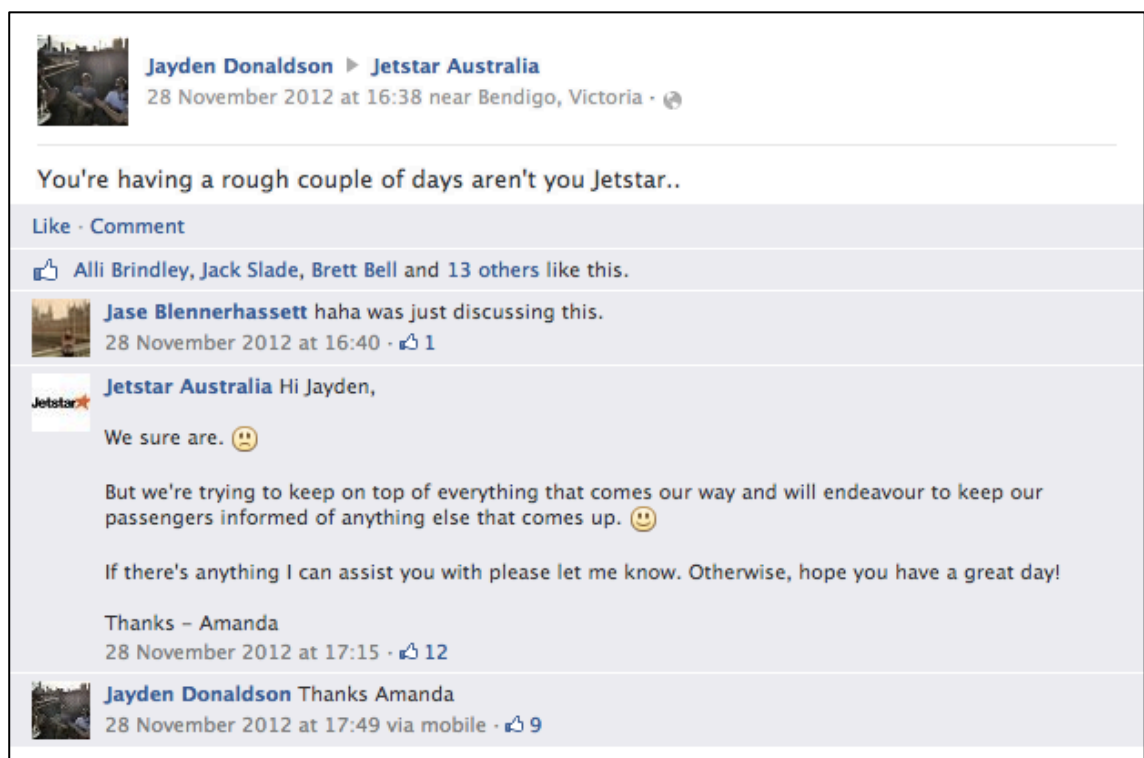 Jayden Donaldson ▶ Jetstar Australia
28 November 2012 at 16:38 near Bendigo, Victoria ·
You're having a rough couple of days aren't you Jetstar..
Like · Comment
Alli Brindley, Jack Slade, Brett Bell and 13 others like this.
Jase Blennerhassett haha was just discussing this.
28 November 2012 at 16:40 · 1
Jetstar
Jetstar Australia Hi Jayden,
We sure are.
But we're trying to keep on top of everything that comes our way and will endeavour to keep our
passengers informed of anything else that comes up.
If there's anything I can assist you with please let me know. Otherwise, hope you have a great day!
Thanks – Amanda
28 November 2012 at 17:15 · 12
Jayden Donaldson Thanks Amanda
28 November 2012 at 17:49 via mobile · 9